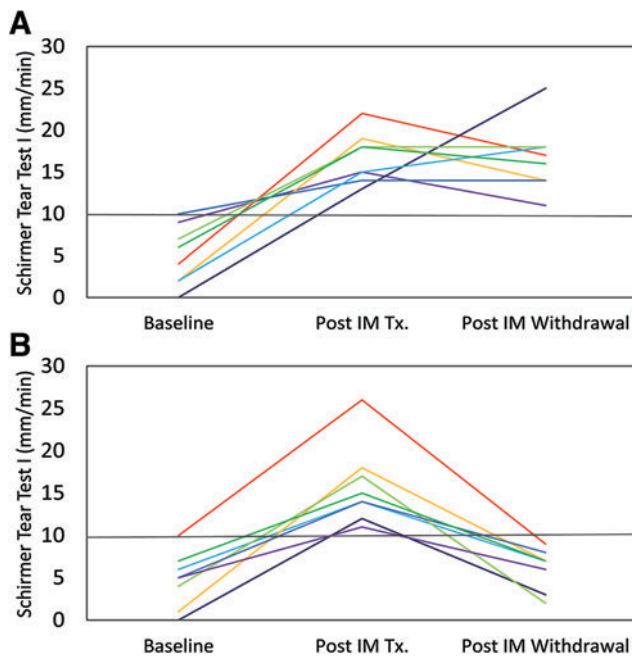 A
Schirmer Tear Test I (mm/min)
30
25
20
15
10
5
0
Baseline
Post IM Tx.
Post IM Withdrawal
B
Schirmer Tear Test I (mm/min)
30
25
20
15
10
5
0
Baseline
Post IM Tx.
Post IM Withdrawal